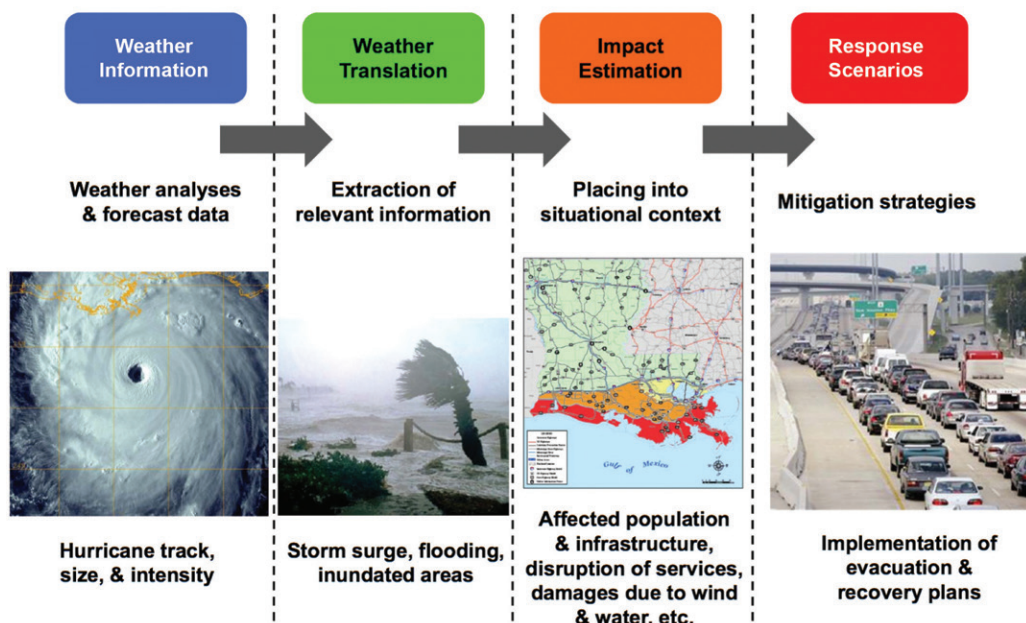 Weather
Information
Weather
Translation
Impact
Estimation
Response
Scenarios
Weather analyses
& forecast data
Extraction of
relevant information
Placing into
situational context
Mitigation strategies
Gulf of Mexico
Hurricane track,
size, & intensity
Storm surge, flooding,
inundated areas
Affected population
& infrastructure,
disruption of services,
damages due to wind
& water, etc.
Implementation of
evacuation &
recovery plans